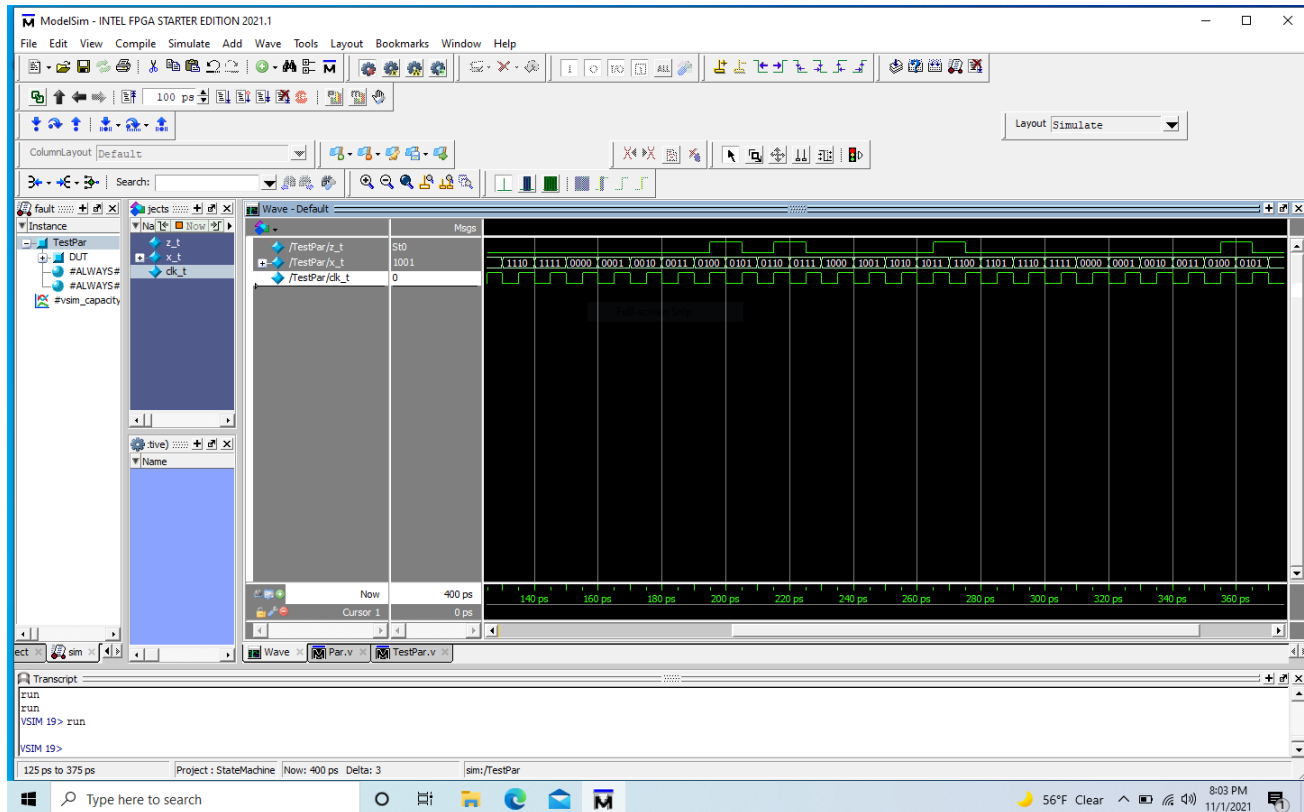 ModelSim - INTEL FPGA STARTER EDITION 2021.1
File Edit View Compile Simulate Add Wave Tools Layout Bookmarks Window Help
100 ps
Layout Simulate
ColumnLayout Default
Search:
fault
jects
Wave - Default
Instance
Na
Now
Msgs
TestPar
DUT
#ALWAYS#
#ALWAYS#
#vsim_capacity
z_t
x_t
clk_t
/TestPar/z_t St0
/TestPar/x_t 1001
/TestPar/clk_t 0
1110 1111 0000 0001 0010 0011 0100 0101 0110 0111 1000 1001 1010 1011 1100 1101 1110 1111 0000 0001 0010 0011 0100 0101
:tive)
Name
Now 400 ps
Cursor 1 0 ps
140 ps 160 ps 180 ps 200 ps 220 ps 240 ps 260 ps 280 ps 300 ps 320 ps 340 ps 360 ps
ect sim Wave Par.v TestPar.v
Transcript
run
run
VSIM 19> run
VSIM 19>
125 ps to 375 ps Project : StateMachine Now: 400 ps Delta: 3 sim:/TestPar
Type here to search
56°F Clear
8:03 PM
11/1/2021